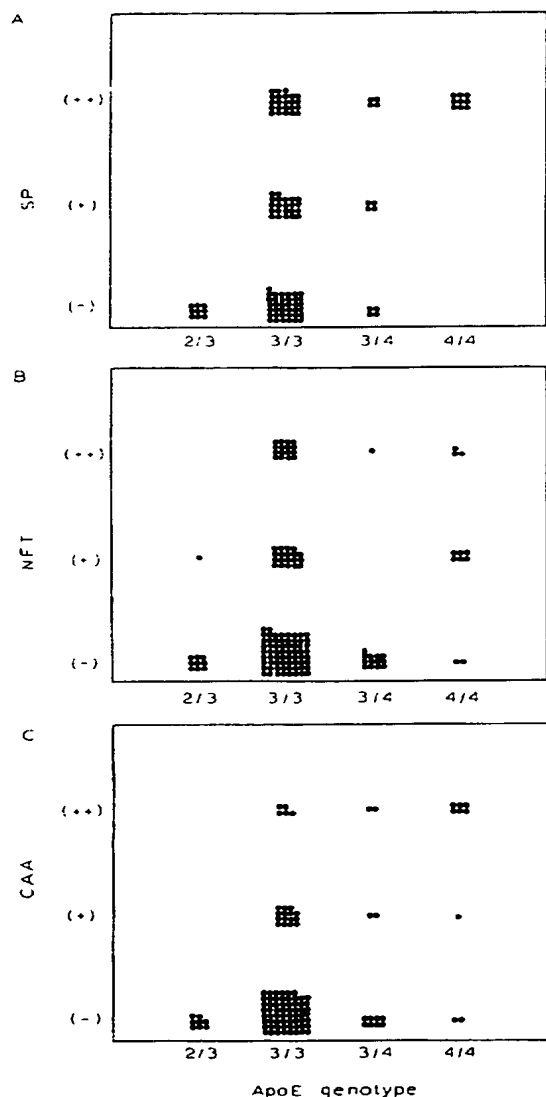 A
(++)
SP
(+)
(-)
2/3 3/3 3/4 4/4
B
(++)
NFT
(+)
(-)
2/3 3/3 3/4 4/4
C
(++)
CAA
(+)
(-)
2/3 3/3 3/4 4/4
ApoE genotype